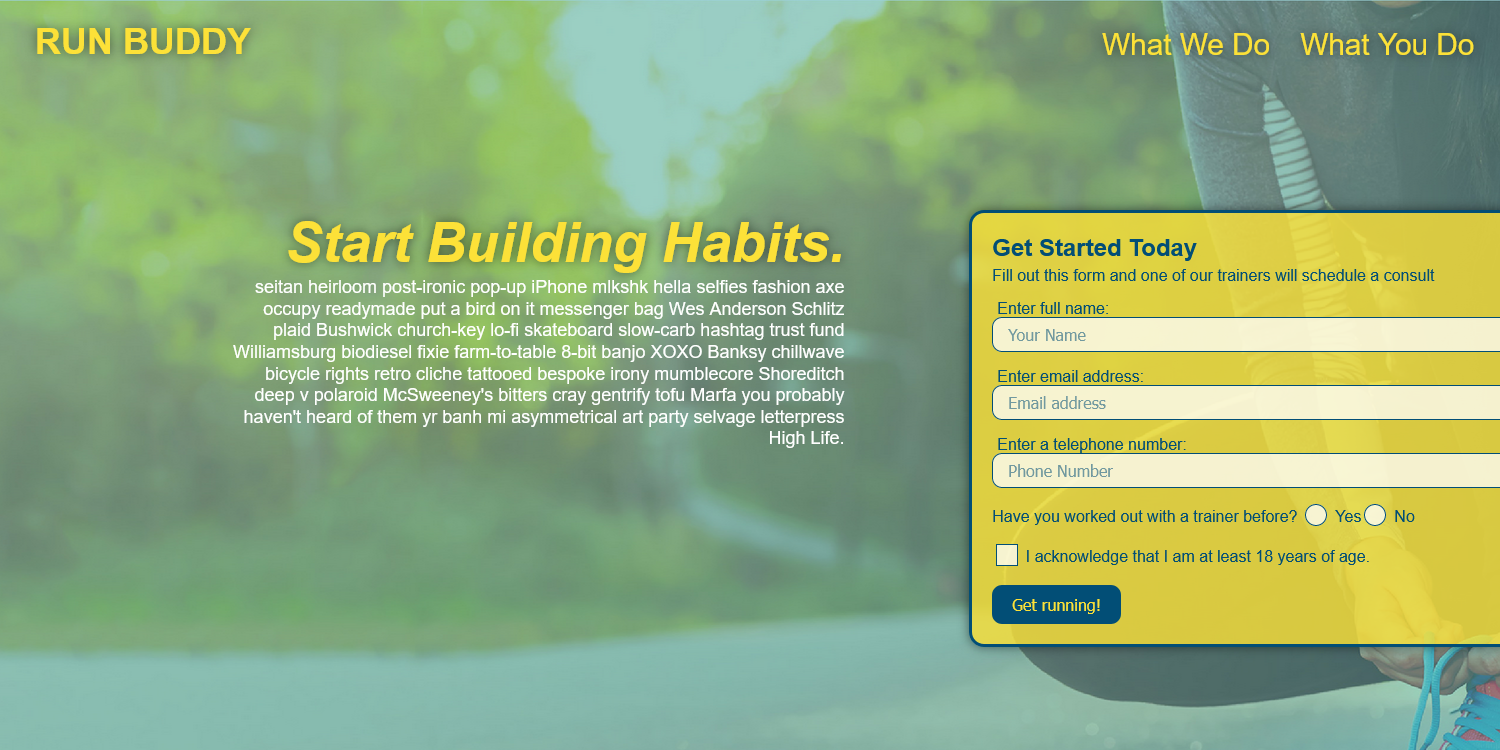 RUN BUDDY
What We Do What You Do
Start Building Habits.
seitan heirloom post-ironic pop-up iPhone mlkshk hella selfies fashion axe
occupy readymade put a bird on it messenger bag Wes Anderson Schlitz
plaid Bushwick church-key lo-fi skateboard slow-carb hashtag trust fund
Williamsburg biodiesel fixie farm-to-table 8-bit banjo XOXO Banksy chillwave
bicycle rights retro cliche tattooed bespoke irony mumblecore Shoreditch
deep v polaroid McSweeney's bitters cray gentrify tofu Marfa you probably
haven't heard of them yr banh mi asymmetrical art party selvage letterpress
High Life.
Get Started Today
Fill out this form and one of our trainers will schedule a consult
Enter full name:
Your Name
Enter email address:
Email address
Enter a telephone number:
Phone Number
Have you worked out with a trainer before? Yes No
I acknowledge that I am at least 18 years of age.
Get running!